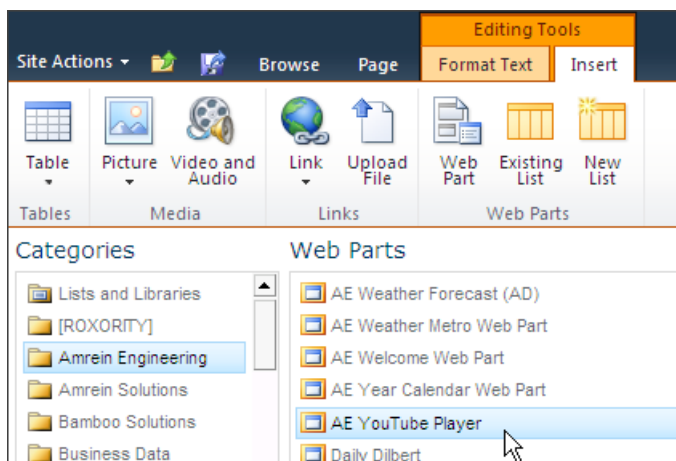 Editing Tools
Site Actions Browse Page Format Text Insert
Table Picture Video and Audio Link Upload File Web Part Existing List New List
Tables Media Links Web Parts
Categories
Lists and Libraries
[ROXORITY]
Amrein Engineering
Amrein Solutions
Bamboo Solutions
Business Data
Web Parts
AE Weather Forecast (AD)
AE Weather Metro Web Part
AE Welcome Web Part
AE Year Calendar Web Part
AE YouTube Player
Daily Dilbert